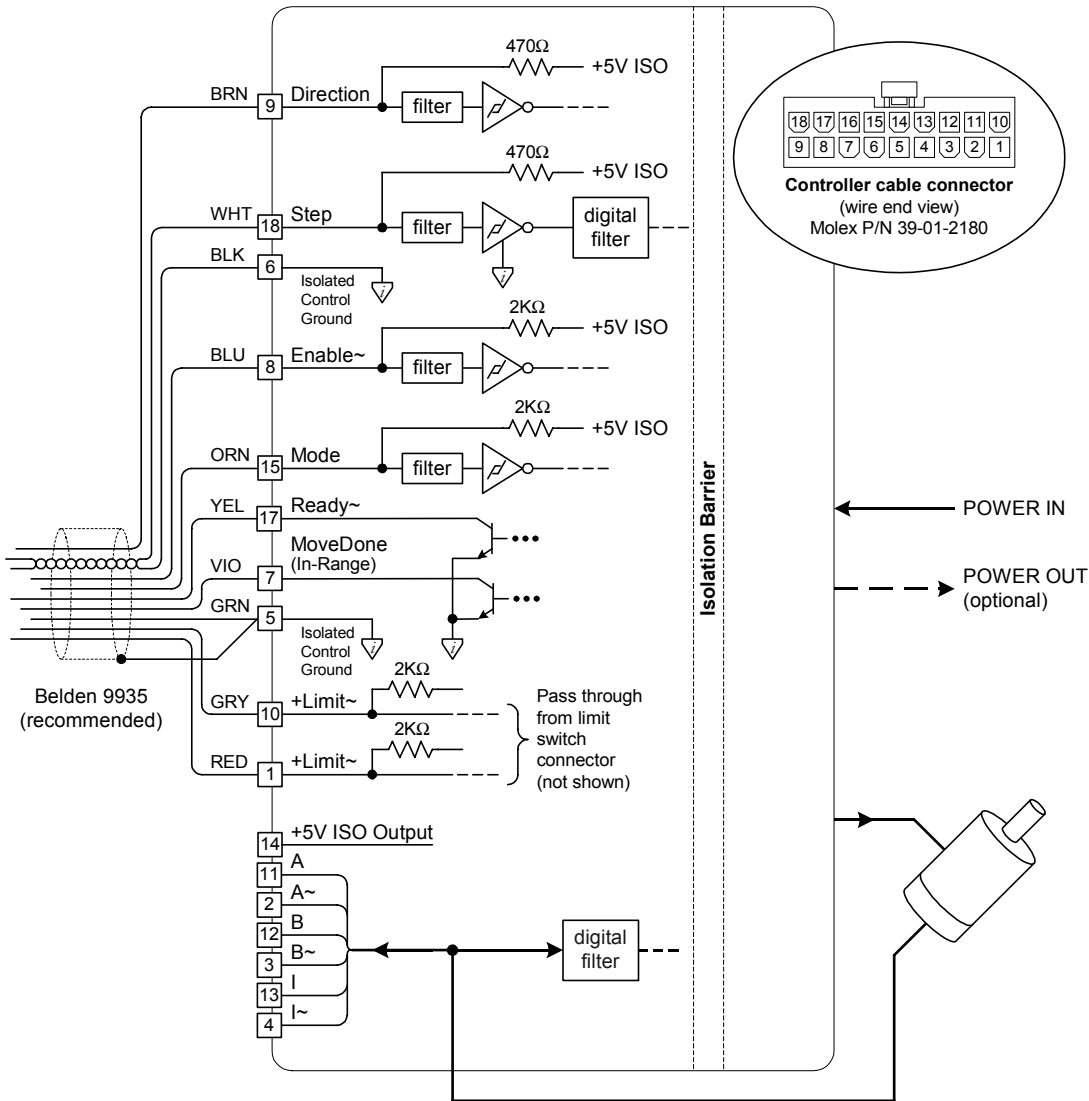 470Ω
+5V ISO
BRN 9 Direction filter
470Ω
+5V ISO
WHT 18 Step filter digital filter
BLK 6
Isolated
Control
Ground
i
i
2KΩ
+5V ISO
BLU 8 Enable~ filter
2KΩ
+5V ISO
ORN 15 Mode filter
YEL 17 Ready~
VIO 7 MoveDone
(In-Range)
GRN 5
Isolated
Control
Ground
i
i
Belden 9935
(recommended)
2KΩ
GRY 10 +Limit~
2KΩ
RED 1 +Limit~
Pass through
from limit
switch
connector
(not shown)
14 +5V ISO Output
11 A
2 A~
12 B
3 B~
13 I
4 I~
digital
filter
Isolation Barrier
18 17 16 15 14 13 12 11 10
9 8 7 6 5 4 3 2 1
Controller cable connector
(wire end view)
Molex P/N 39-01-2180
POWER IN
POWER OUT
(optional)